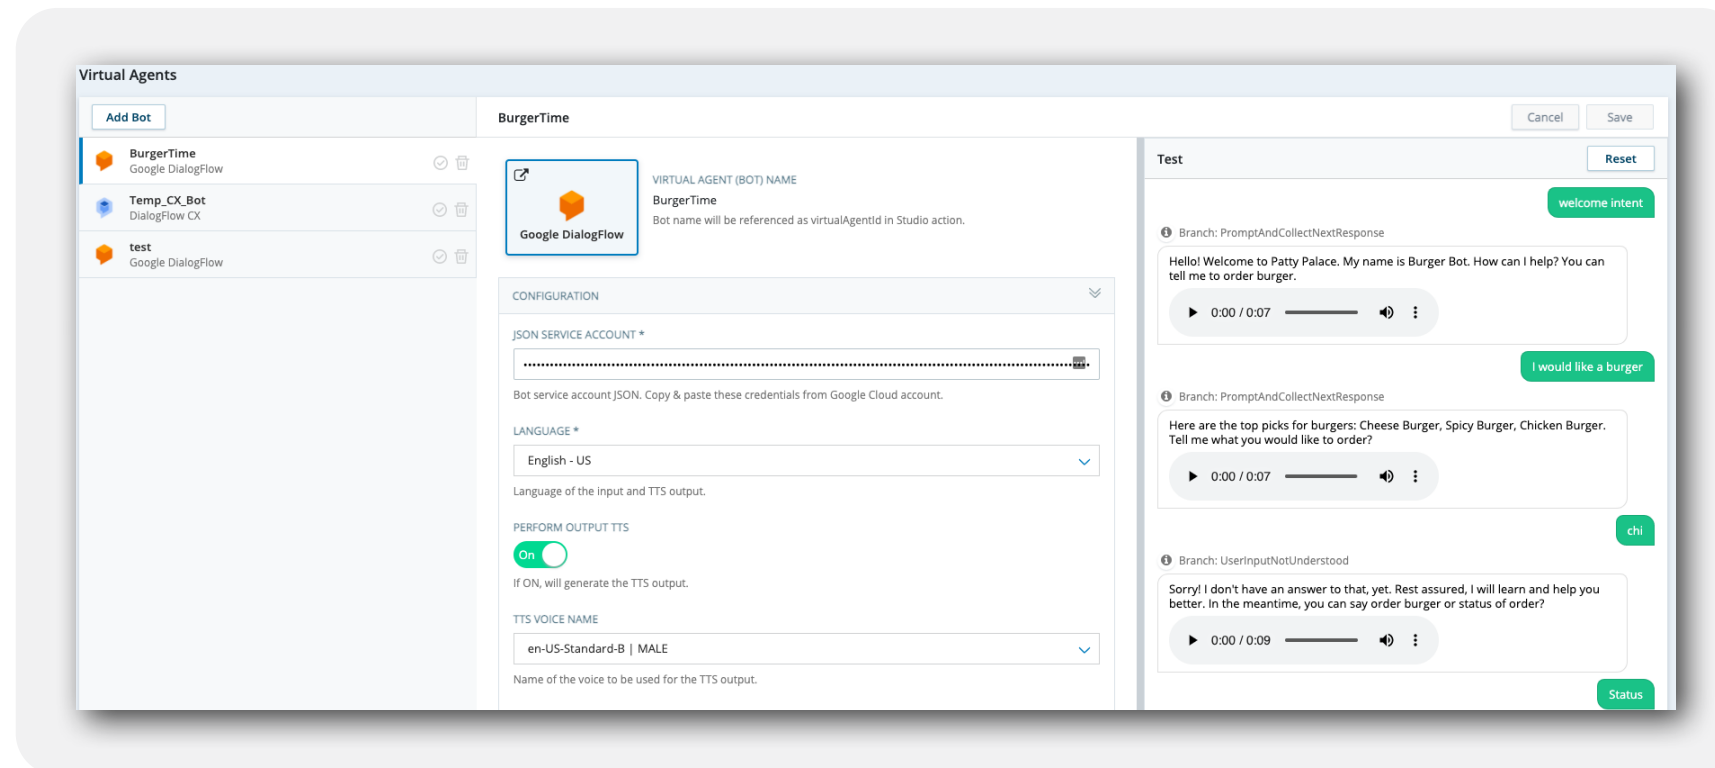 Virtual Agents
Add Bot
BurgerTime
Google DialogFlow
Temp_CX_Bot
DialogFlow CX
test
Google DialogFlow
BurgerTime
Cancel
Save
Google DialogFlow
VIRTUAL AGENT (BOT) NAME
BurgerTime
Bot name will be referenced as virtualAgentId in Studio action.
CONFIGURATION
JSON SERVICE ACCOUNT *
Bot service account JSON. Copy & paste these credentials from Google Cloud account.
LANGUAGE *
English - US
Language of the input and TTS output.
PERFORM OUTPUT TTS
On
If ON, will generate the TTS output.
TTS VOICE NAME
en-US-Standard-B | MALE
Name of the voice to be used for the TTS output.
Test
Reset
welcome intent
Branch: PromptAndCollectNextResponse
Hello! Welcome to Patty Palace. My name is Burger Bot. How can I help? You can
tell me to order burger.
0:00 / 0:07
I would like a burger
Branch: PromptAndCollectNextResponse
Here are the top picks for burgers: Cheese Burger, Spicy Burger, Chicken Burger.
Tell me what you would like to order?
0:00 / 0:07
chi
Branch: UserInputNotUnderstood
Sorry! I don't have an answer to that, yet. Rest assured, I will learn and help you
better. In the meantime, you can say order burger or status of order?
0:00 / 0:09
Status